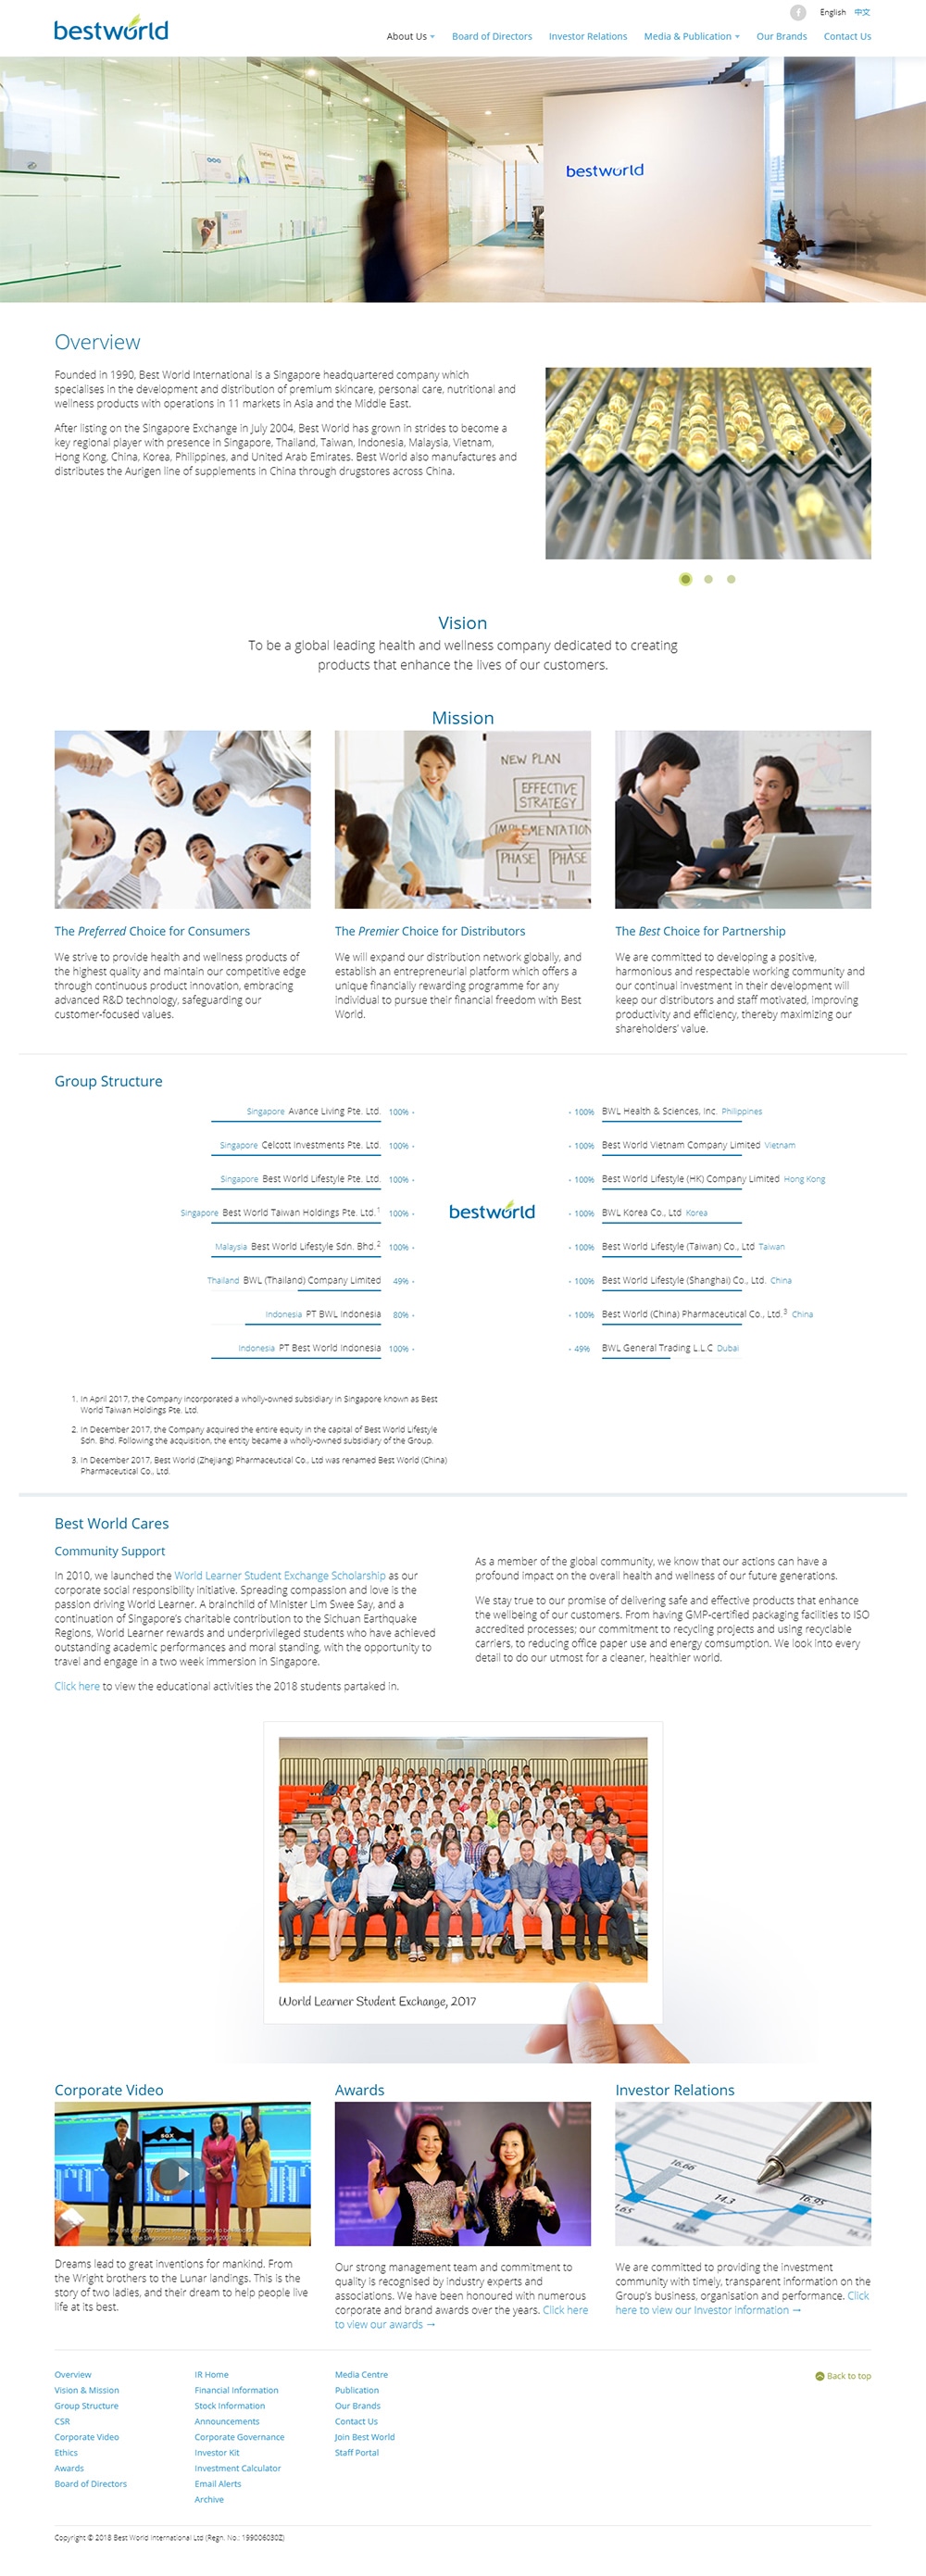 bestworld
English 中文
About Us Board of Directors Investor Relations Media & Publication Our Brands Contact Us
bestworld
Overview
Founded in 1990, Best World International is a Singapore headquartered company which
specialises in the development and distribution of premium skincare, personal care, nutritional and
wellness products with operations in 11 markets in Asia and the Middle East.
After listing on the Singapore Exchange in July 2004, Best World has grown in strides to become a
key regional player with presence in Singapore, Thailand, Taiwan, Indonesia, Malaysia, Vietnam,
Hong Kong, China, Korea, Philippines, and United Arab Emirates. Best World also manufactures and
distributes the Aurigen line of supplements in China through drugstores across China.
Vision
To be a global leading health and wellness company dedicated to creating
products that enhance the lives of our customers.
Mission
NEW PLAN
EFFECTIVE
STRATEGY
IMPLEMENTATION
PHASE I
PHASE II
The Preferred Choice for Consumers
We strive to provide health and wellness products of
the highest quality and maintain our competitive edge
through continuous product innovation, embracing
advanced R&D technology, safeguarding our
customer-focused values.
The Premier Choice for Distributors
We will expand our distribution network globally, and
establish an entrepreneurial platform which offers a
unique financially rewarding programme for any
individual to pursue their financial freedom with Best
World.
The Best Choice for Partnership
We are committed to developing a positive,
harmonious and respectable working community and
our continual investment in their development will
keep our distributors and staff motivated, improving
productivity and efficiency, thereby maximizing our
shareholders' value.
Group Structure
Singapore Avance Living Pte. Ltd. 100%
Singapore Celcott Investments Pte. Ltd. 100%
Singapore Best World Lifestyle Pte. Ltd. 100%
Singapore Best World Taiwan Holdings Pte. Ltd.1 100%
Malaysia Best World Lifestyle Sdn. Bhd.2 100%
Thailand BWL (Thailand) Company Limited 49%
Indonesia PT BWL Indonesia 80%
Indonesia PT Best World Indonesia 100%
bestworld
100% BWL Health & Sciences, Inc. Philippines
100% Best World Vietnam Company Limited Vietnam
100% Best World Lifestyle (HK) Company Limited Hong Kong
100% BWL Korea Co., Ltd Korea
100% Best World Lifestyle (Taiwan) Co., Ltd Taiwan
100% Best World Lifestyle (Shanghai) Co., Ltd. China
100% Best World (China) Pharmaceutical Co., Ltd.3 China
49% BWL General Trading L.L.C Dubai
1. In April 2017, the Company incorporated a wholly-owned subsidiary in Singapore known as Best
World Taiwan Holdings Pte. Ltd.
2. In December 2017, the Company acquired the entire equity in the capital of Best World Lifestyle
Sdn. Bhd. Following the acquisition, the entity became a wholly-owned subsidiary of the Group.
3. In December 2017, Best World (Zhejiang) Pharmaceutical Co., Ltd was renamed Best World (China)
Pharmaceutical Co., Ltd.
Best World Cares
Community Support
In 2010, we launched the World Learner Student Exchange Scholarship as our
corporate social responsibility initiative. Spreading compassion and love is the
passion driving World Learner. A brainchild of Minister Lim Swee Say, and a
continuation of Singapore's charitable contribution to the Sichuan Earthquake
Regions, World Learner rewards and underprivileged students who have achieved
outstanding academic performances and moral standing, with the opportunity to
travel and engage in a two week immersion in Singapore.
Click here to view the educational activities the 2018 students partaked in.
As a member of the global community, we know that our actions can have a
profound impact on the overall health and wellness of our future generations.
We stay true to our promise of delivering safe and effective products that enhance
the wellbeing of our customers. From having GMP-certified packaging facilities to ISO
accredited processes; our commitment to recycling projects and using recyclable
carriers, to reducing office paper use and energy comsumption. We look into every
detail to do our utmost for a cleaner, healthier world.
World Learner Student Exchange, 2017
Corporate Video
SGX
Dreams lead to great inventions for mankind. From
the Wright brothers to the Lunar landings. This is the
story of two ladies, and their dream to help people live
life at its best.
Awards
Our strong management team and commitment to
quality is recognised by industry experts and
associations. We have been honoured with numerous
corporate and brand awards over the years. Click here
to view our awards →
Investor Relations
16.66
14.3
16.95
We are committed to providing the investment
community with timely, transparent information on the
Group's business, organisation and performance. Click
here to view our Investor information →
Overview
Vision & Mission
Group Structure
CSR
Corporate Video
Ethics
Awards
Board of Directors
IR Home
Financial Information
Stock Information
Announcements
Corporate Governance
Investor Kit
Investment Calculator
Email Alerts
Archive
Media Centre
Publication
Our Brands
Contact Us
Join Best World
Staff Portal
Back to top
Copyright © 2018 Best World International Ltd (Regn. No.: 199006030Z)